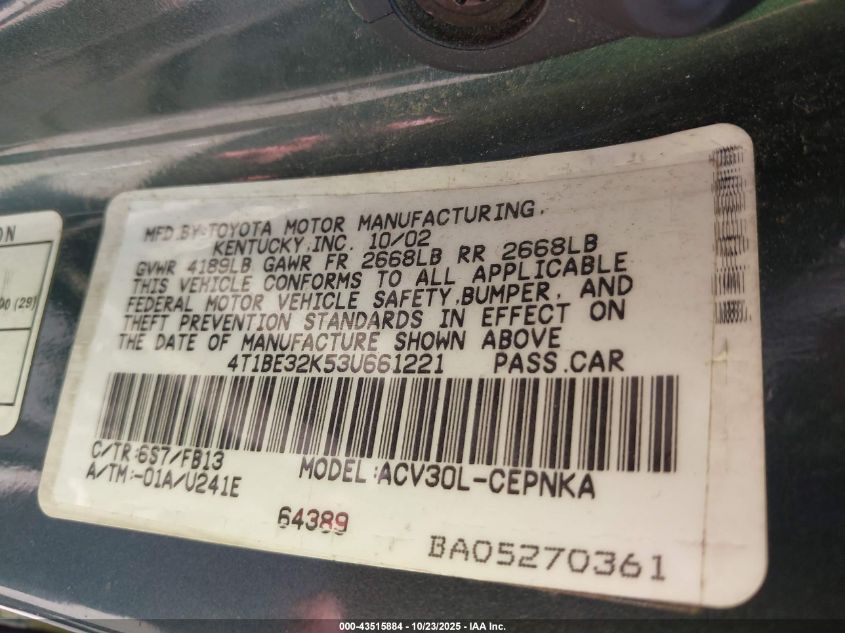 ON
00 (29)
MFD.BY:TOYOTA MOTOR MANUFACTURING,
KENTUCKY,INC. 10/02
GVWR 4189LB GAWR FR 2668LB RR 2668LB
THIS VEHICLE CONFORMS TO ALL APPLICABLE
FEDERAL MOTOR VEHICLE SAFETY,BUMPER, AND
THEFT PREVENTION STANDARDS IN EFFECT ON
THE DATE OF MANUFACTURE SHOWN ABOVE
4T1BE32K53U661221 PASS.CAR
C/TR:6S7/FB13
A/TM:-01A/U241E
MODEL:ACV30L-CEPNKA
64389
BA05270361
000-43515884 | 10/23/2025 - IAA Inc.